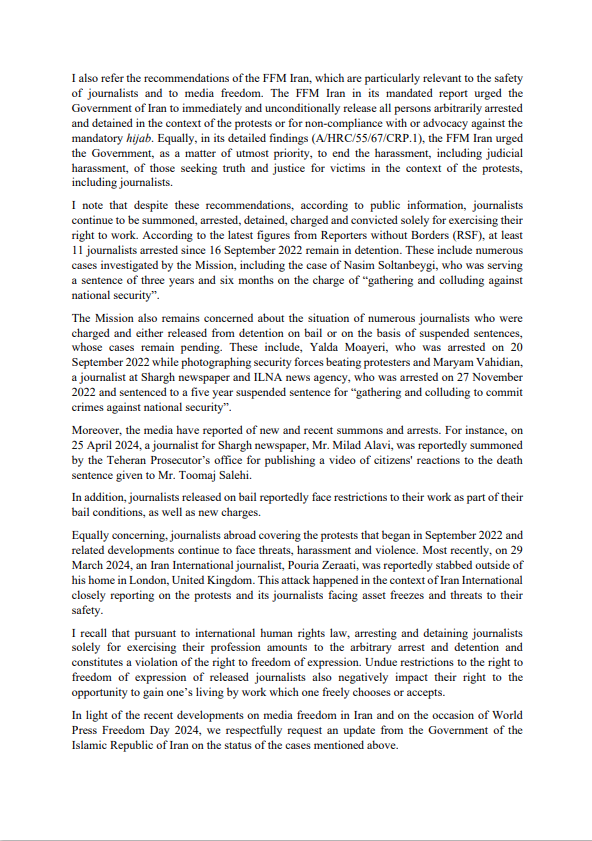 I also refer the recommendations of the FFM Iran, which are particularly relevant to the safety
of journalists and to media freedom. The FFM Iran in its mandated report urged the
Government of Iran to immediately and unconditionally release all persons arbitrarily arrested
and detained in the context of the protests or for non-compliance with or advocacy against the
mandatory hijab. Equally, in its detailed findings (A/HRC/55/67/CRP.1), the FFM Iran urged
the Government, as a matter of utmost priority, to end the harassment, including judicial
harassment, of those seeking truth and justice for victims in the context of the protests,
including journalists.
I note that despite these recommendations, according to public information, journalists
continue to be summoned, arrested, detained, charged and convicted solely for exercising their
right to work. According to the latest figures from Reporters without Borders (RSF), at least
11 journalists arrested since 16 September 2022 remain in detention. These include numerous
cases investigated by the Mission, including the case of Nasim Soltanbeygi, who was serving
a sentence of three years and six months on the charge of “gathering and colluding against
national security”.
The Mission also remains concerned about the situation of numerous journalists who were
charged and either released from detention on bail or on the basis of suspended sentences,
whose cases remain pending. These include, Yalda Moayeri, who was arrested on 20
September 2022 while photographing security forces beating protesters and Maryam Vahidian,
a journalist at Shargh newspaper and ILNA news agency, who was arrested on 27 November
2022 and sentenced to a five year suspended sentence for “gathering and colluding to commit
crimes against national security”.
Moreover, the media have reported of new and recent summons and arrests. For instance, on
25 April 2024, a journalist for Shargh newspaper, Mr. Milad Alavi, was reportedly summoned
by the Teheran Prosecutor’s office for publishing a video of citizens' reactions to the death
sentence given to Mr. Toomaj Salehi.
In addition, journalists released on bail reportedly face restrictions to their work as part of their
bail conditions, as well as new charges.
Equally concerning, journalists abroad covering the protests that began in September 2022 and
related developments continue to face threats, harassment and violence. Most recently, on 29
March 2024, an Iran International journalist, Pouria Zeraati, was reportedly stabbed outside of
his home in London, United Kingdom. This attack happened in the context of Iran International
closely reporting on the protests and its journalists facing asset freezes and threats to their
safety.
I recall that pursuant to international human rights law, arresting and detaining journalists
solely for exercising their profession amounts to the arbitrary arrest and detention and
constitutes a violation of the right to freedom of expression. Undue restrictions to the right to
freedom of expression of released journalists also negatively impact their right to the
opportunity to gain one’s living by work which one freely chooses or accepts.
In light of the recent developments on media freedom in Iran and on the occasion of World
Press Freedom Day 2024, we respectfully request an update from the Government of the
Islamic Republic of Iran on the status of the cases mentioned above.